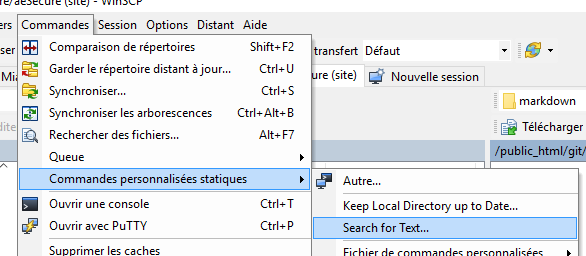 re/aeSecure (site) - WinSCP
ers Commandes Session Options Distant Aide
Comparaison de répertoires Shift+F2
transfert Défaut
Garder le répertoire distant à jour... Ctrl+U
Mia
ure (site) Nouvelle session
Synchroniser... Ctrl+S
markdown
Synchroniser les arborescences Ctrl+Alt+B
dite
Télécharger
Rechercher des fichiers... Alt+F7
Queue
/public_html/git/
Commandes personnalisées statiques
Autre...
Ouvrir une console Ctrl+T
Keep Local Directory up to Date...
Ouvrir avec PuTTY Ctrl+P
Search for Text...
Supprimer les caches
Fichier de commandes personnalisées